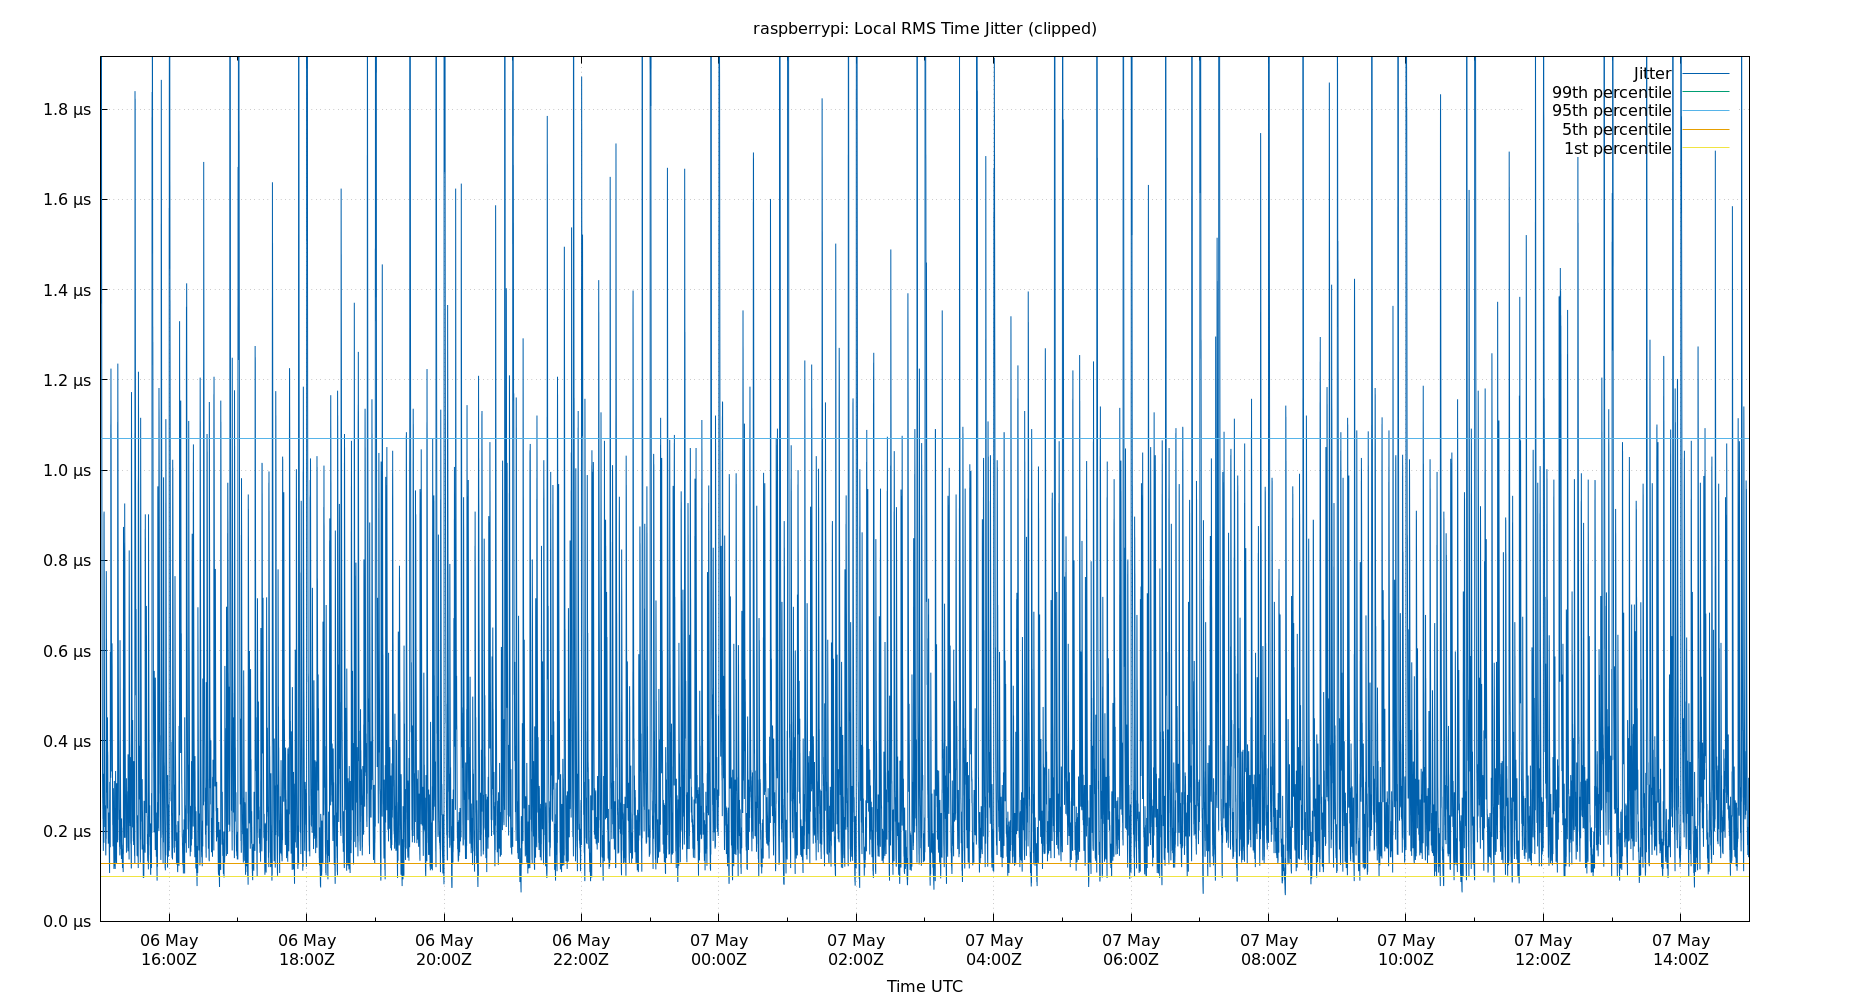 raspberrypi: Local RMS Time Jitter (clipped)
Jitter
99th percentile
95th percentile
5th percentile
1st percentile
1.8 μs
1.6 μs
1.4 μs
1.2 μs
1.0 μs
0.8 μs
0.6 μs
0.4 μs
0.2 μs
0.0 μs
06 May 06 May 06 May 06 May 07 May 07 May 07 May 07 May 07 May 07 May 07 May 07 May
16:00Z 18:00Z 20:00Z 22:00Z 00:00Z 02:00Z 04:00Z 06:00Z 08:00Z 10:00Z 12:00Z 14:00Z
Time UTC